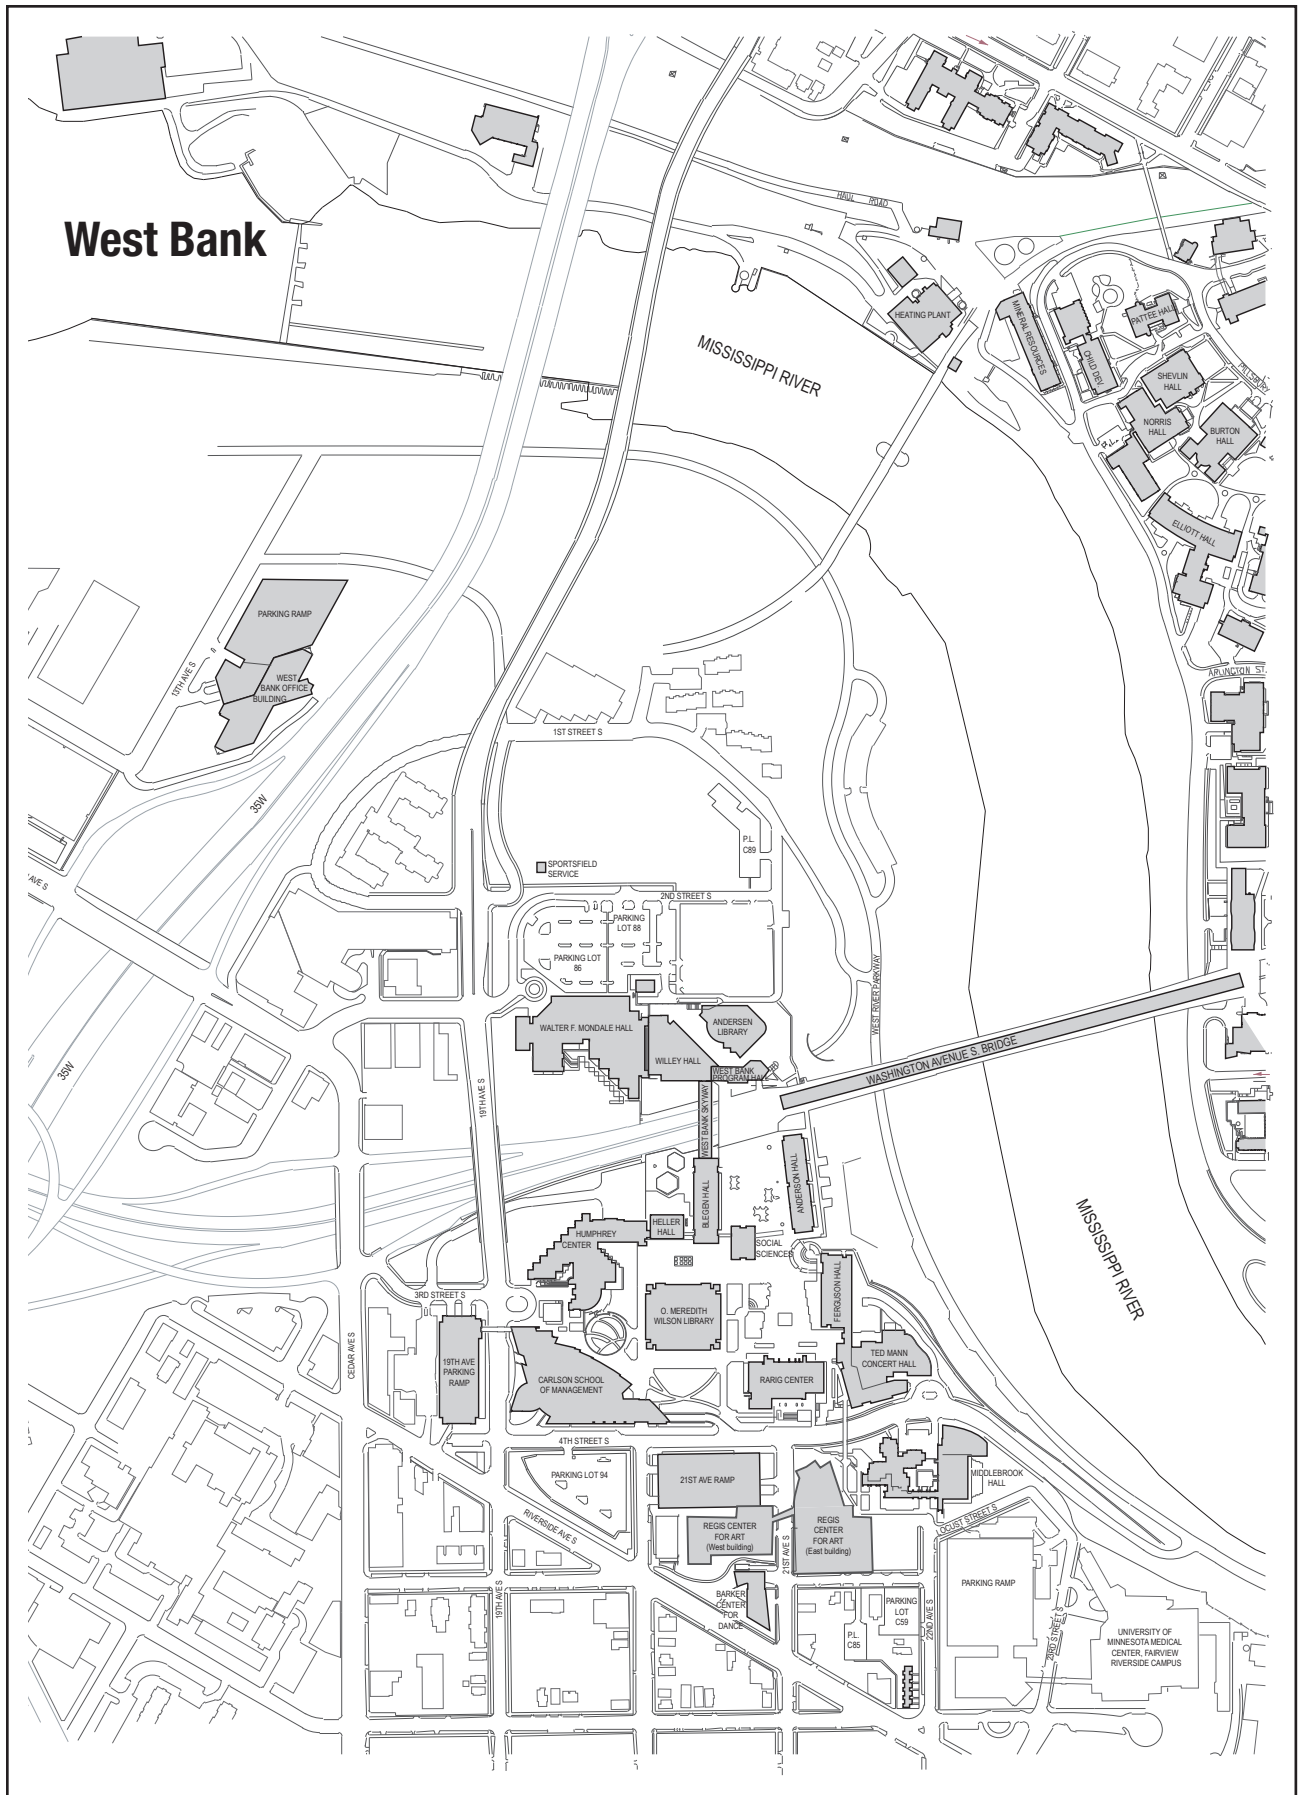 West Bank
HAUL ROAD
HEATING PLANT
MINERAL RESOURCES
CHILD DEV.
PATTEE HALL
PILLSBURY
SHEVLIN
HALL
NORRIS
HALL
BURTON
HALL
P.L.
ELLIOTT HALL
ARLINGTON ST.
MISSISSIPPI RIVER
PARKING RAMP
WEST
BANK OFFICE
BUILDING
13TH AVE S
1ST STREET S
35W
P.L.
C89
SPORTSFIELD
SERVICE
AVE S
2ND STREET S
PARKING
LOT 88
PARKING LOT
86
WEST RIVER PARKWAY
ANDERSEN
LIBRARY
WALTER F. MONDALE HALL
WILLEY HALL
WEST BANK
PROGRAM HALL
WASHINGTON AVENUE S. BRIDGE
35W
19TH AVE S
WEST BANK SKYWAY
BLEGEN HALL
ANDERSON HALL
HELLER
HALL
HUMPHREY
CENTER
SOCIAL
SCIENCES
MISSISSIPPI RIVER
FERGUSON HALL
3RD STREET S
O. MEREDITH
WILSON LIBRARY
CEDAR AVE S
TED MANN
CONCERT HALL
19TH AVE
PARKING
RAMP
CARLSON SCHOOL
OF MANAGEMENT
RARIG CENTER
4TH STREET S
PARKING LOT 94
21ST AVE RAMP
MIDDLEBROOK
HALL
RIVERSIDE AVE S
REGIS CENTER
FOR ART
(West building)
REGIS
CENTER
FOR ART
(East building)
LOCUST STREET S
21ST AVE S
19TH AVE S
BARKER
CENTER
FOR
DANCE
PARKING
LOT
C59
P.L.
C85
22ND AVE S
PARKING RAMP
23RD STREET S
UNIVERSITY OF
MINNESOTA MEDICAL
CENTER, FAIRVIEW
RIVERSIDE CAMPUS